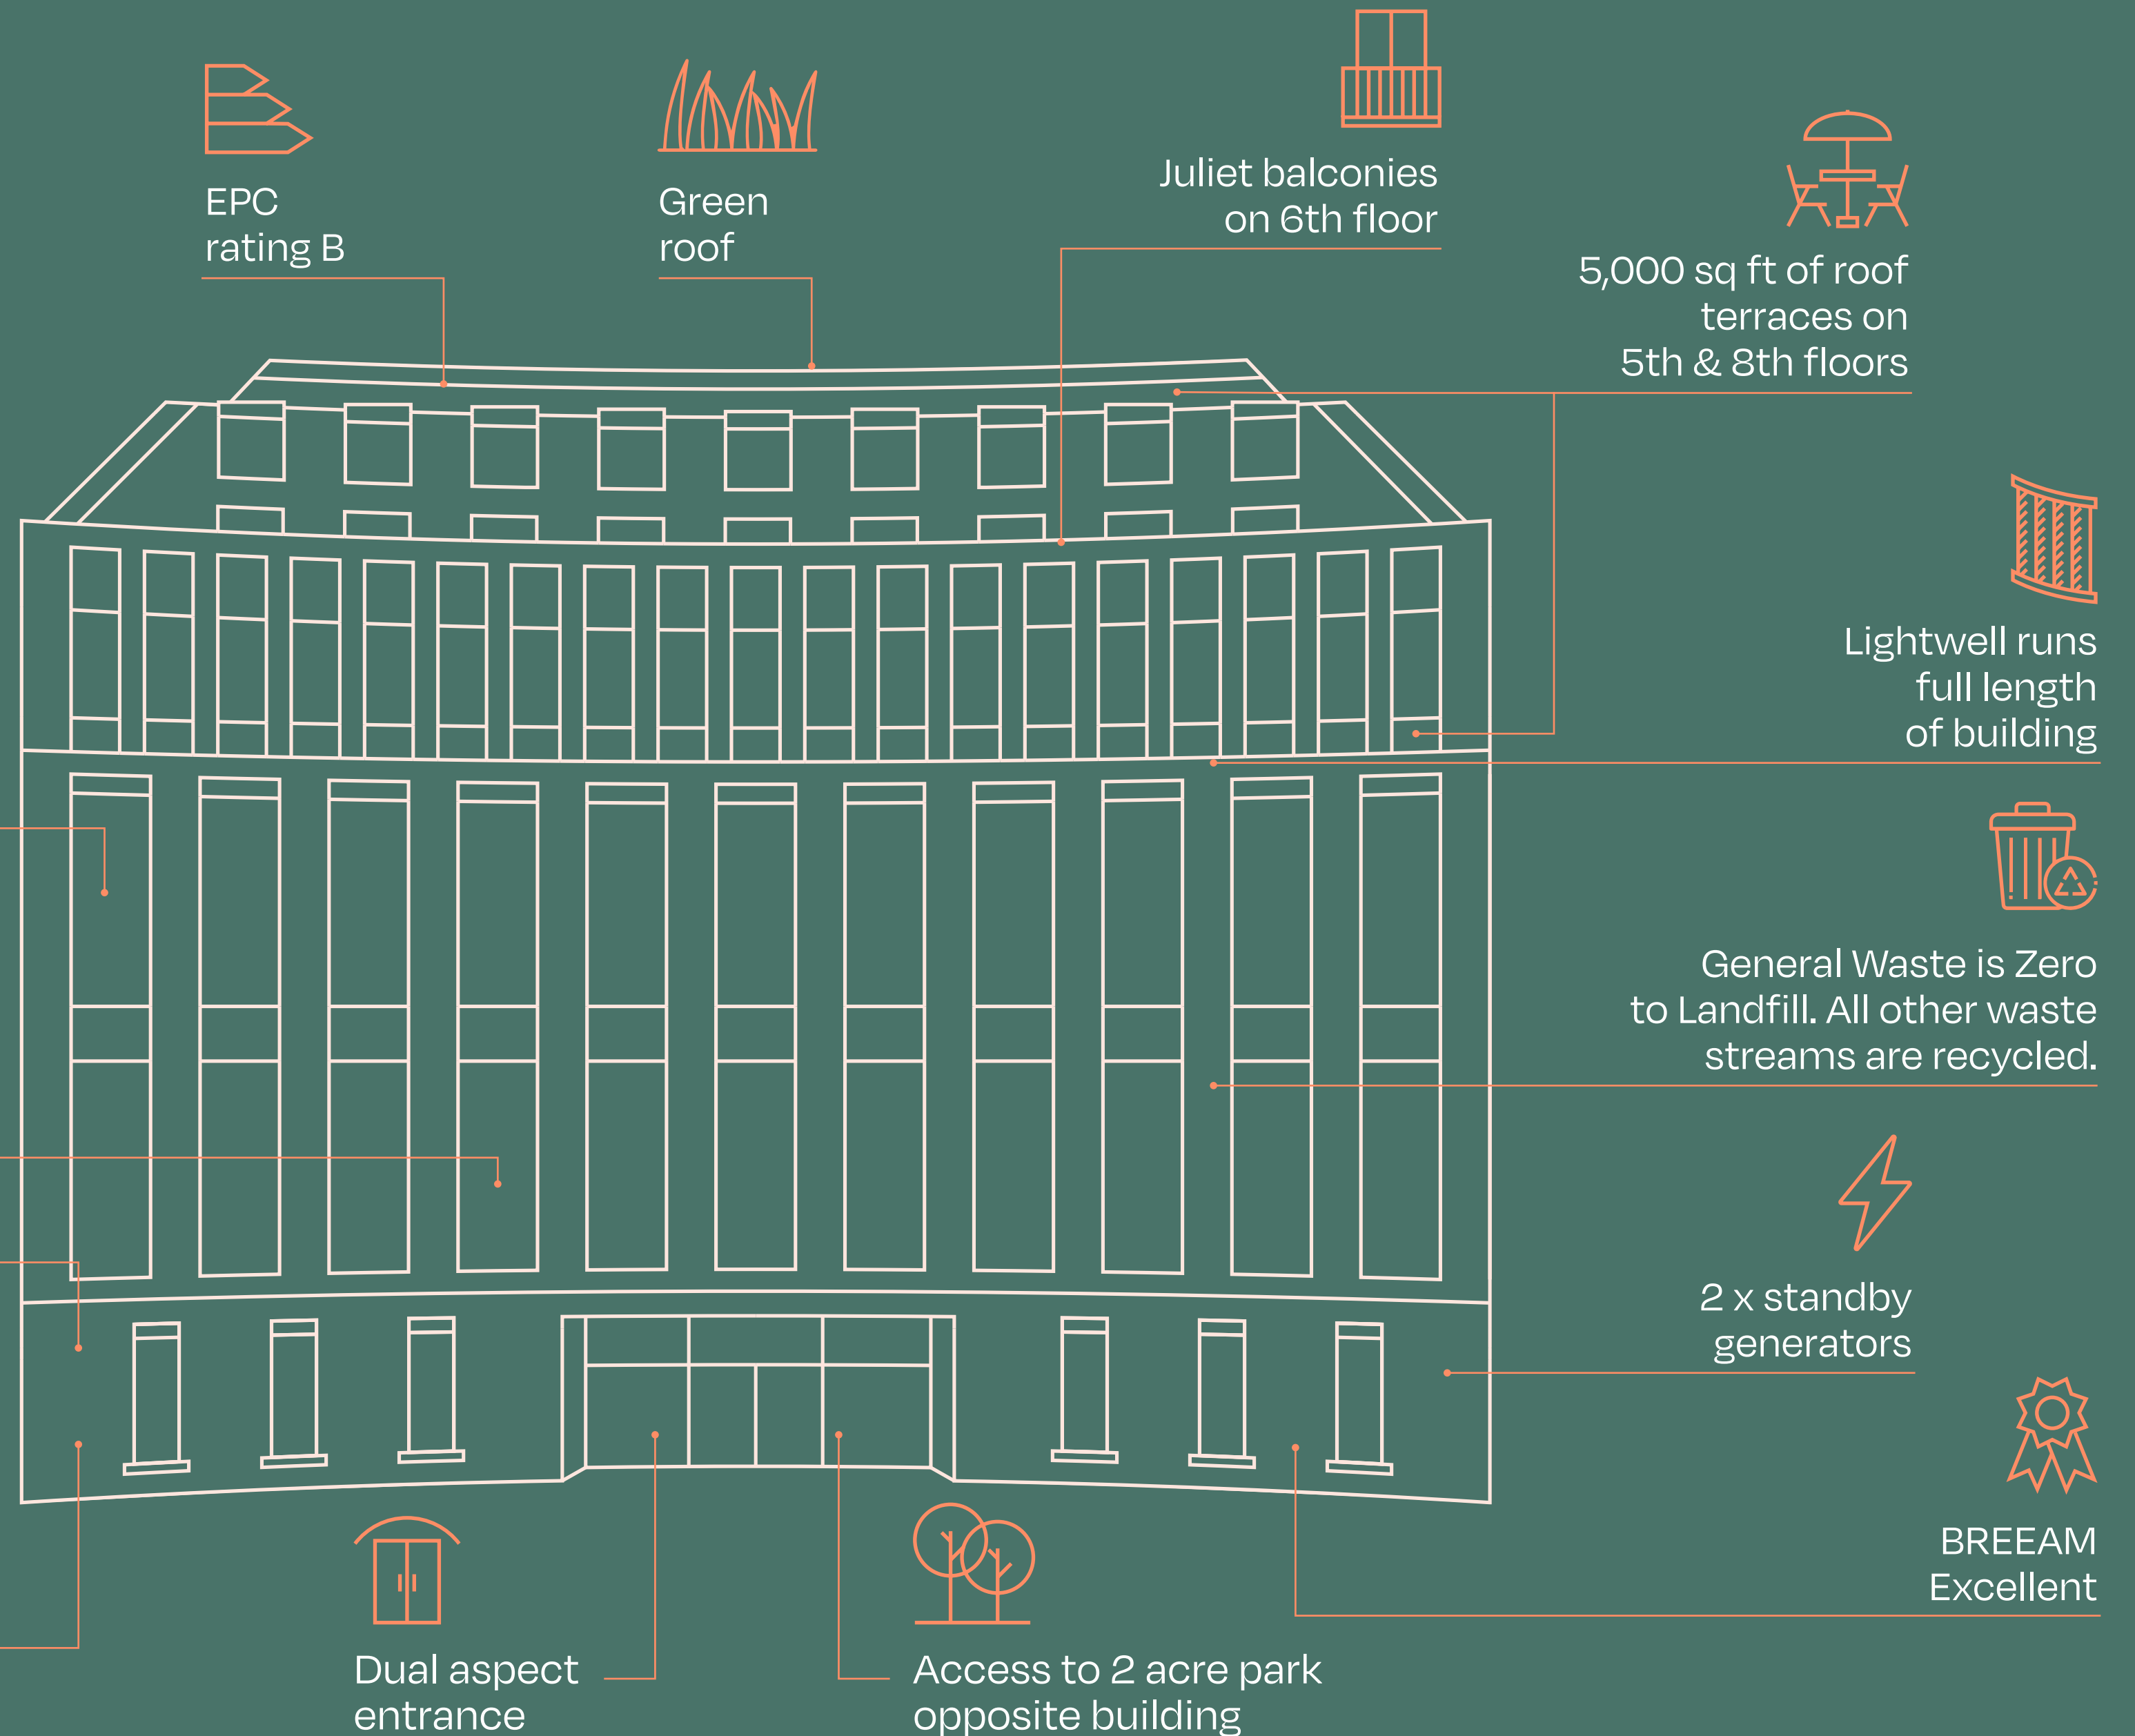 EPC
rating B
Green
roof
Juliet balconies
on 6th floor
5,000 sq ft of roof
terraces on
5th & 8th floors
Lightwell runs
full length
of building
General Waste is Zero
to Landfill. All other waste
streams are recycled.
2 x standby
generators
BREEAM
Excellent
Dual aspect
entrance
Access to 2 acre park
opposite building